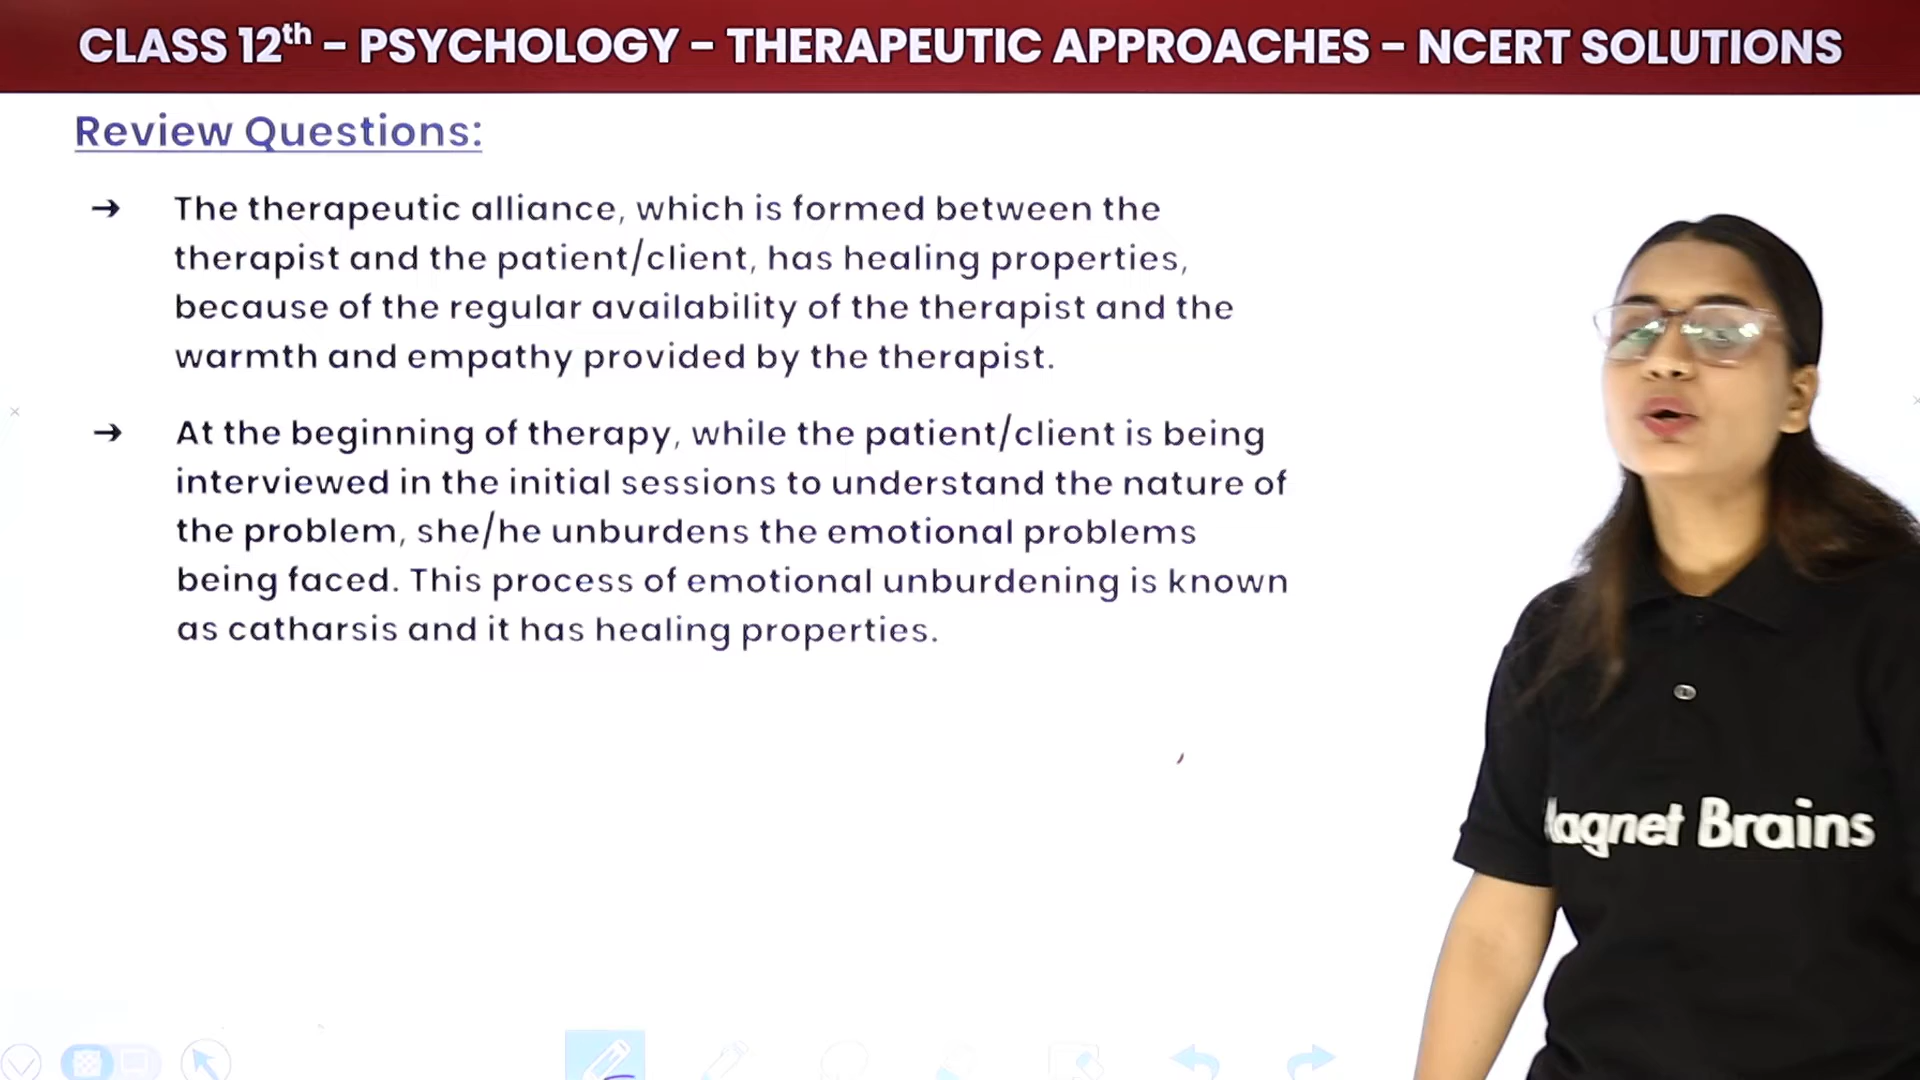 CLASS 12th - PSYCHOLOGY - THERAPEUTIC APPROACHES - NCERT SOLUTIONS
Review Questions:
→ The therapeutic alliance, which is formed between the
therapist and the patient/client, has healing properties,
because of the regular availability of the therapist and the
warmth and empathy provided by the therapist.
→ At the beginning of therapy, while the patient/client is being
interviewed in the initial sessions to understand the nature of
the problem, she/he unburdens the emotional problems
being faced. This process of emotional unburdening is known
as catharsis and it has healing properties.
Brains